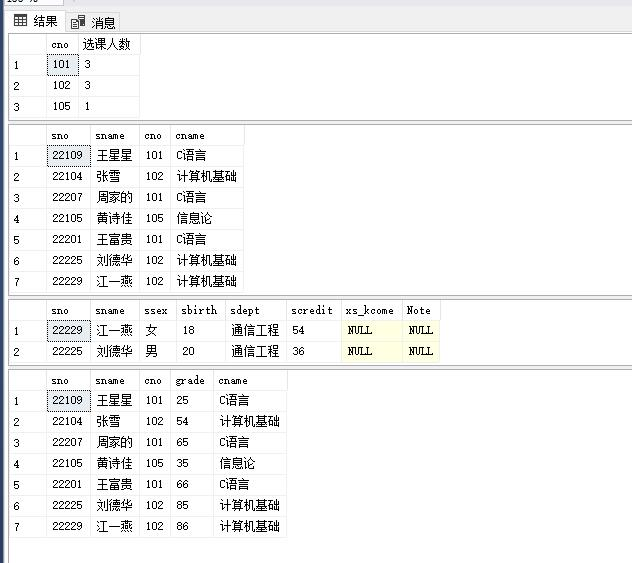 结果 消息
cno 选课人数
1 101 3
2 102 3
3 105 1
sno sname cno cname
1 22109 王星星 101 C语言
2 22104 张雪 102 计算机基础
3 22207 周家的 101 C语言
4 22105 黄诗佳 105 信息论
5 22201 王富贵 101 C语言
6 22225 刘德华 102 计算机基础
7 22229 江一燕 102 计算机基础
sno sname ssex sbirth sdept scredit xs_kcome Note
1 22229 江一燕 女 18 通信工程 54 NULL NULL
2 22225 刘德华 男 20 通信工程 36 NULL NULL
sno sname cno grade cname
1 22109 王星星 101 25 C语言
2 22104 张雪 102 54 计算机基础
3 22207 周家的 101 65 C语言
4 22105 黄诗佳 105 35 信息论
5 22201 王富贵 101 66 C语言
6 22225 刘德华 102 85 计算机基础
7 22229 江一燕 102 86 计算机基础